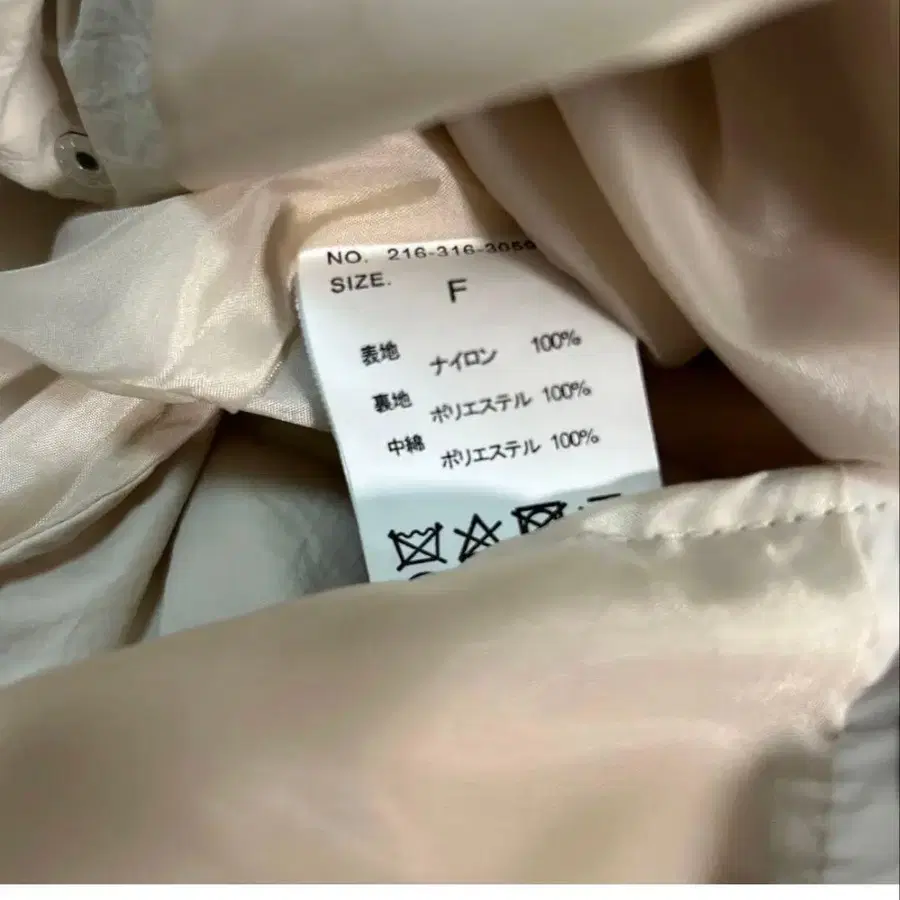 NO. 216-316-3059
SIZE. F
表地 ナイロン 100%
裏地 ポリエステル 100%
中綿 ポリエステル 100%